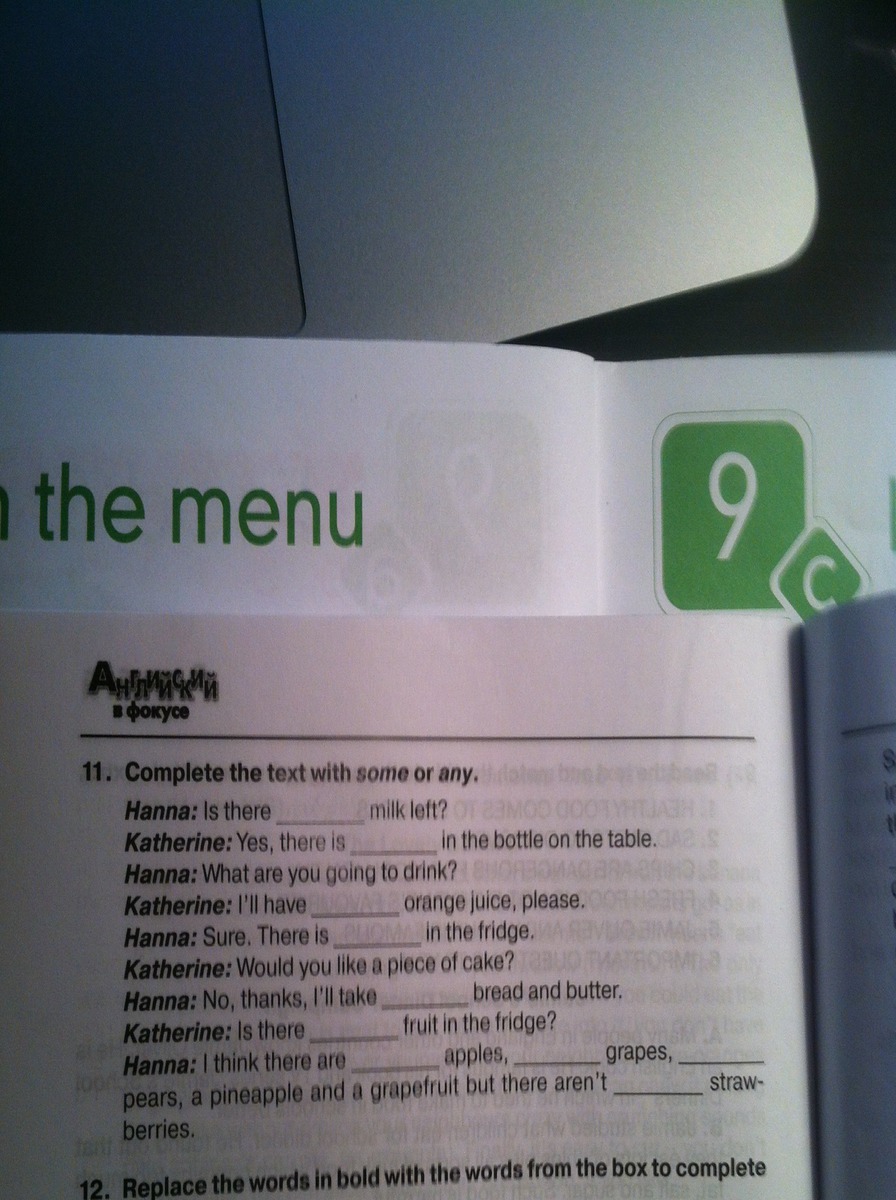 the menu
9
C
Английский
в фокусе
11. Complete the text with some or any.
Hanna: Is there ________ milk left?
Katherine: Yes, there is ________ in the bottle on the table.
Hanna: What are you going to drink?
Katherine: I'll have ________ orange juice, please.
Hanna: Sure. There is ________ in the fridge.
Katherine: Would you like a piece of cake?
Hanna: No, thanks, I'll take ________ bread and butter.
Katherine: Is there ________ fruit in the fridge?
Hanna: I think there are ________ apples, ________ grapes, ________
pears, a pineapple and a grapefruit but there aren't ________ straw-
berries.
12. Replace the words in bold with the words from the box to complete